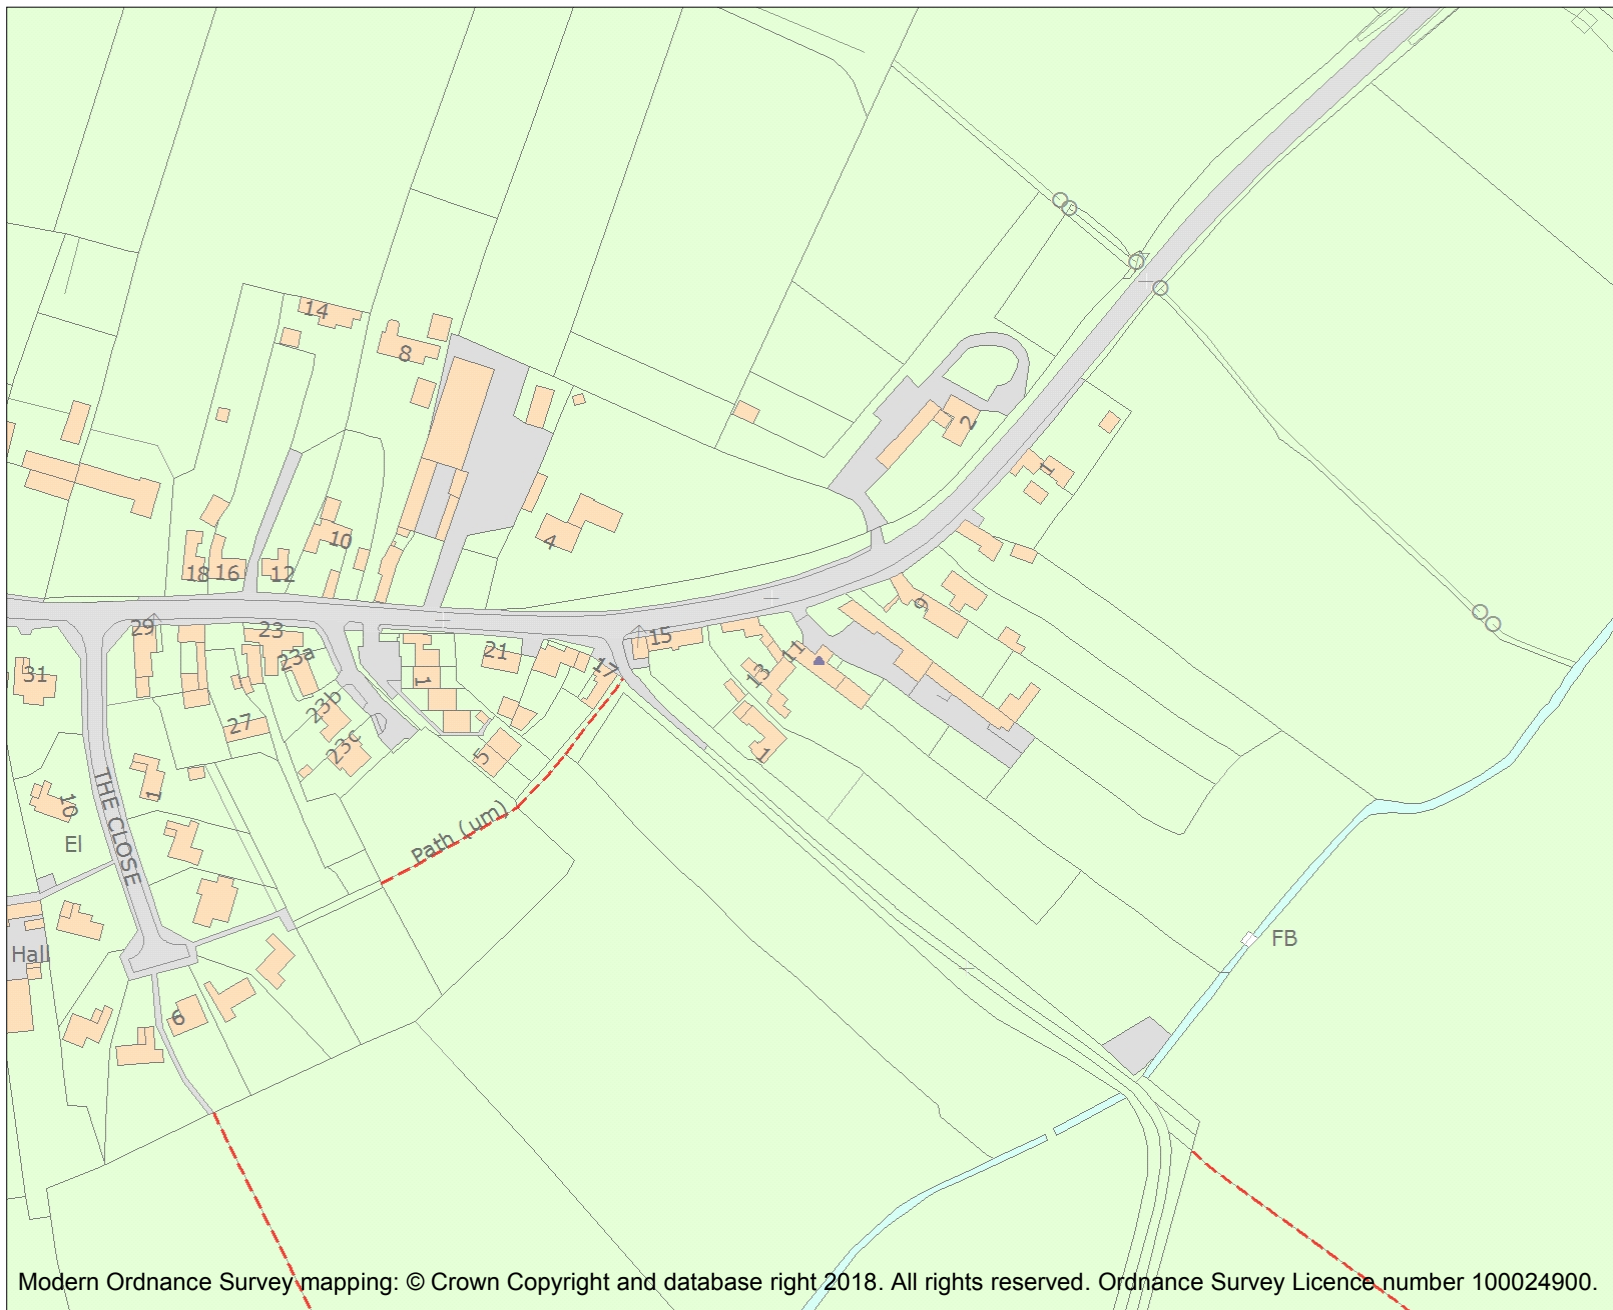 14
8
2
1
10
4
18 16 12
9
29
23
15
21
23a
17
11
31
1
13
23b
27
23c
5
1
1
10
THE CLOSE
Path (um)
El
FB
Hall
6
Modern Ordnance Survey mapping: © Crown Copyright and database right 2018. All rights reserved. Ordnance Survey Licence number 100024900.